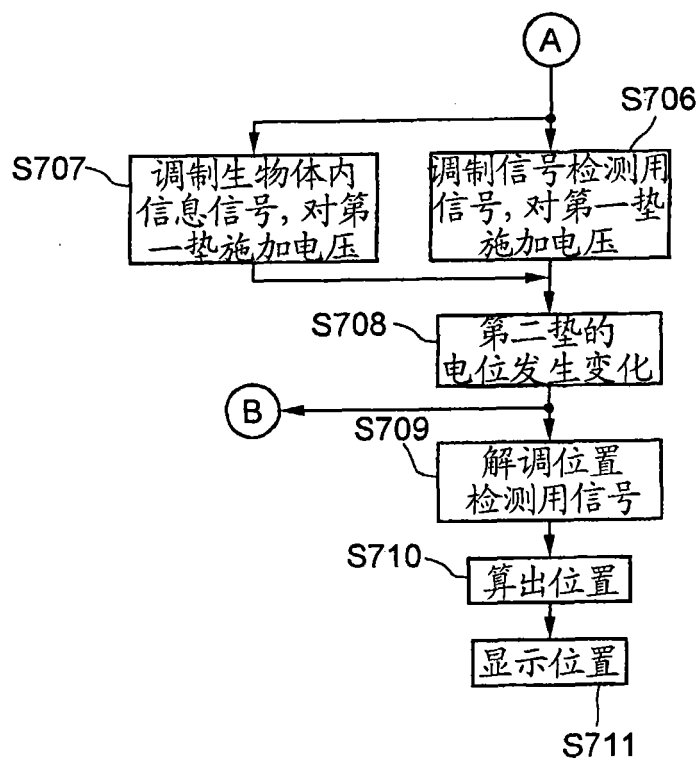 A
S706
S707
调制生物体内
信息信号,对第
一垫施加电压
调制信号检测用
信号,对第一垫
施加电压
S708
第二垫的
电位发生变化
B
S709
解调位置
检测用信号
S710
算出位置
显示位置
S711